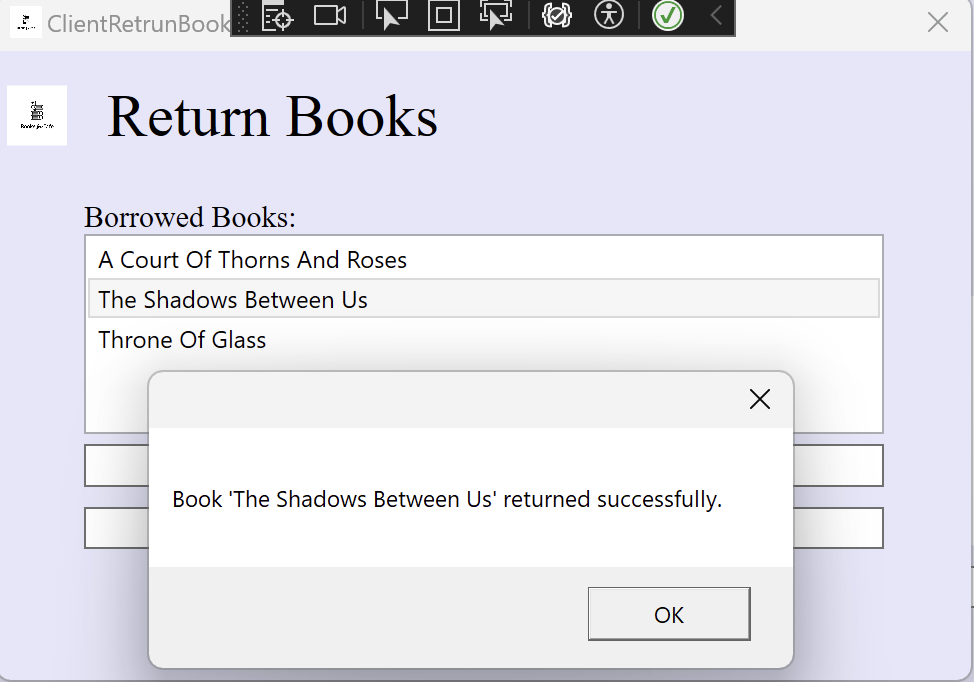 ClientRetrunBook
Return Books
Borrowed Books:
A Court Of Thorns And Roses
The Shadows Between Us
Throne Of Glass
Book 'The Shadows Between Us' returned successfully.
OK